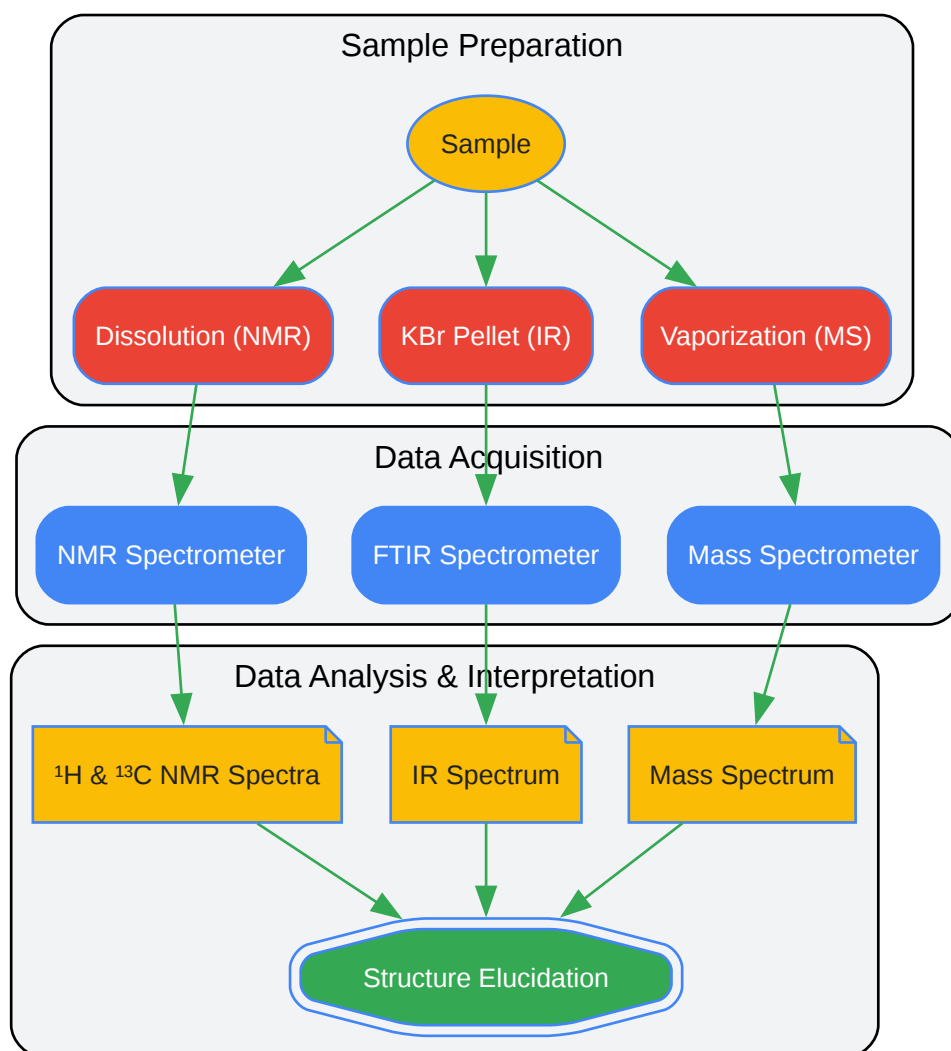 Sample Preparation
Sample
Dissolution (NMR)
KBr Pellet (IR)
Vaporization (MS)
Data Acquisition
NMR Spectrometer
FTIR Spectrometer
Mass Spectrometer
Data Analysis & Interpretation
¹H & ¹³C NMR Spectra
IR Spectrum
Mass Spectrum
Structure Elucidation